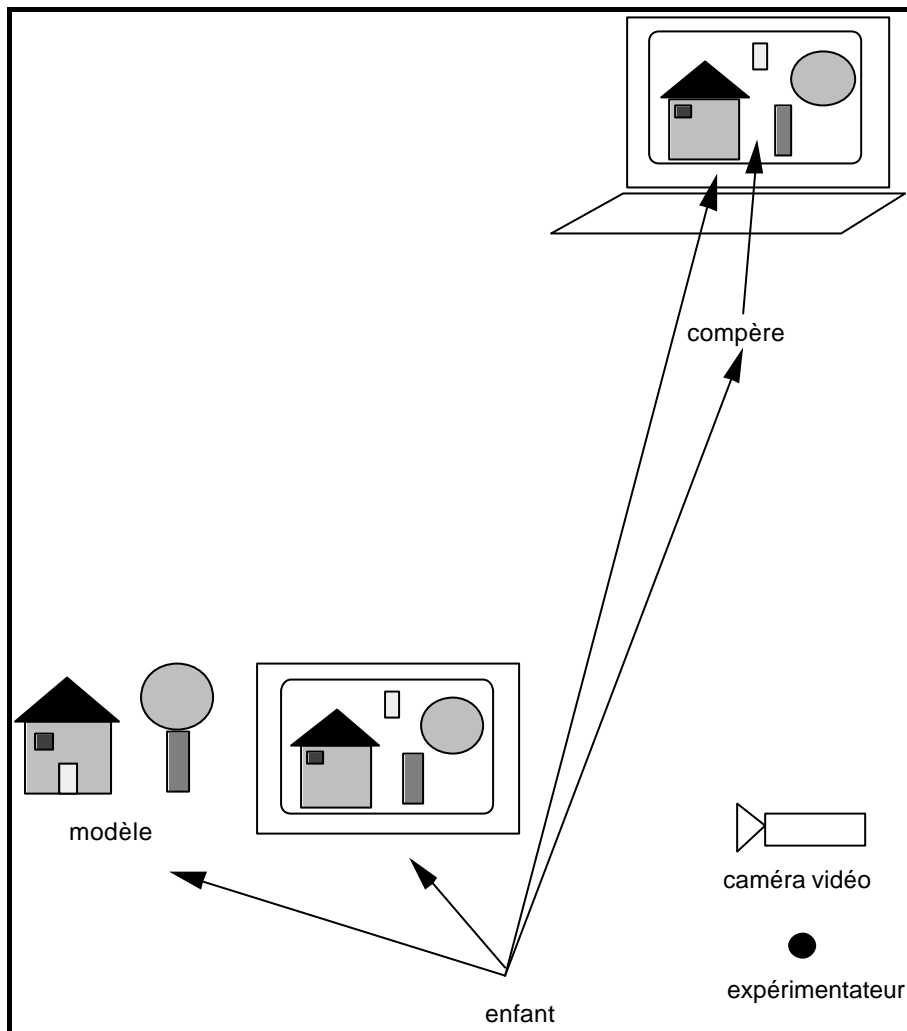 compère
modèle
caméra vidéo
expérimentateur
enfant